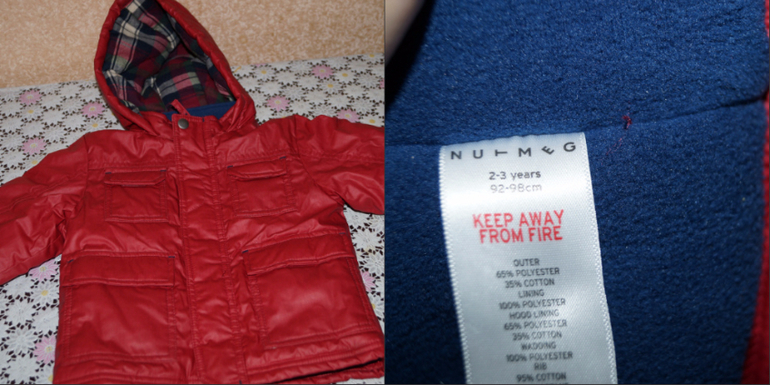 NUTMEG
2-3 years
92-98cm
KEEP AWAY
FROM FIRE
OUTER
65% POLYESTER
35% COTTON
LINING
100% POLYESTER
HOOD LINING
65% POLYESTER
35% COTTON
WADDING
100% POLYESTER
RIB
95% COTTON